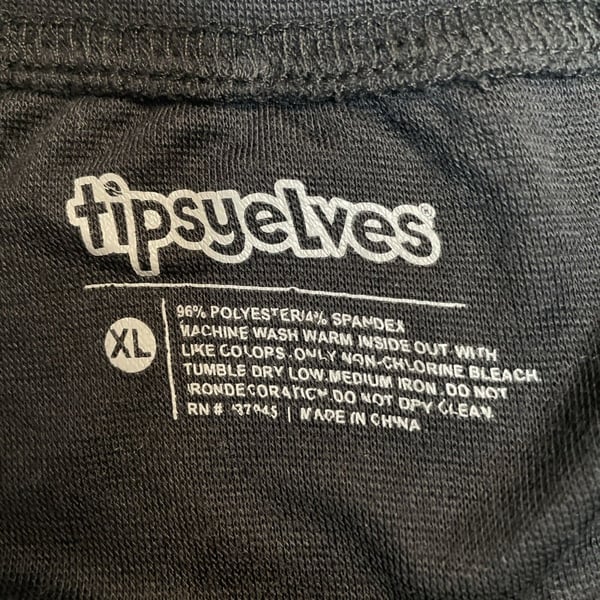 tipsyelves®
XL
96% POLYESTER/4% SPANDEX
MACHINE WASH WARM INSIDE OUT WITH
LIKE COLORS. ONLY NON-CHLORINE BLEACH.
TUMBLE DRY LOW. MEDIUM IRON. DO NOT
IRON DECORATION DO NOT DRY CLEAN.
RN # | MADE IN CHINA